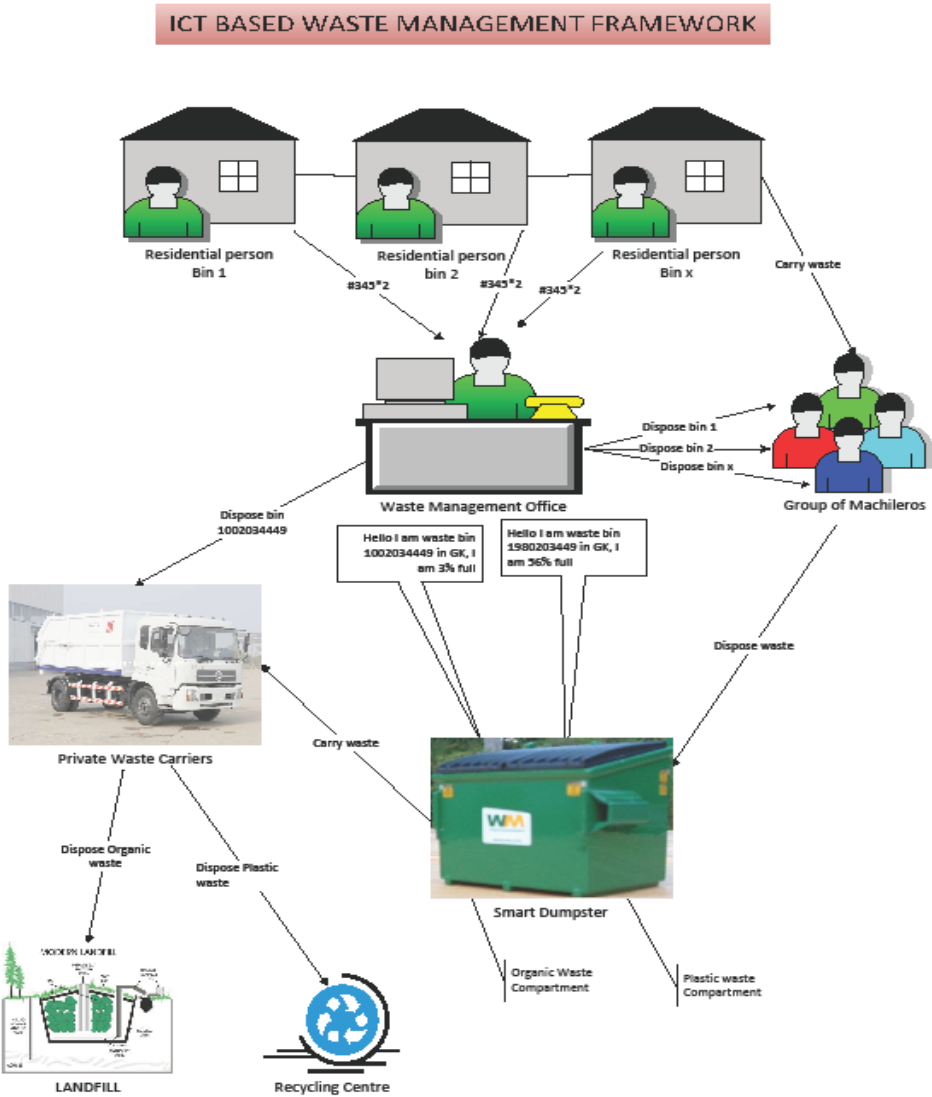 ICT BASED WASTE MANAGEMENT FRAMEWORK
Residential person
Bin 1
Residential person
bin 2
Residential person
Bin x
#345*2
#345*2
#345*2
Carry waste
Dispose bin 1
Dispose bin 2
Dispose bin x
Waste Management Office
Group of Machileros
Dispose bin
1002034449
Hello I am waste bin
1002034449 in GK, I
am 3% full
Hello I am waste bin
1980203449 in GK, I
am 56% full
Dispose waste
Carry waste
Private Waste Carriers
WM
Smart Dumpster
Dispose Organic
waste
Dispose Plastic
waste
Organic Waste
Compartment
Plastic waste
Compartment
MODERN LANDFILL
LANDFILL
Recycling Centre